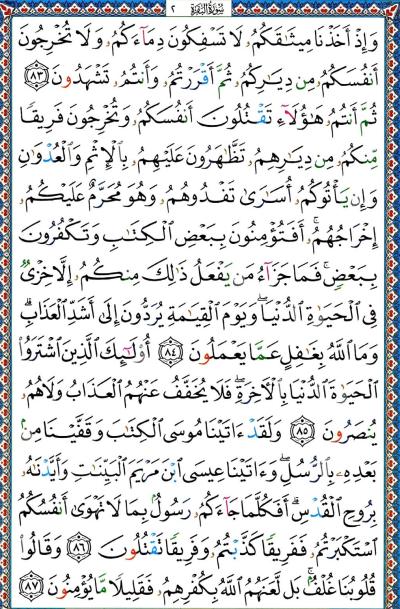 سُورَةُ البَقَرَةِ ٢
وَإِذْ أَخَذْنَا مِيثَٰقَكُمُۥ لَا تَسْفِكُونَ دِمَآءَكُمُۥ وَلَا تُخْرِجُونَ
أَنفُسَكُمُۥ مِن دِيَٰرِكُمُۥ ثُمَّ أَقْرَرْتُمُۥ وَأَنتُمُۥ تَشْهَدُونَ ٨٣
ثُمَّ أَنتُمُۥ هَٰؤُلَآءِ تَقْتُلُونَ أَنفُسَكُمُۥ وَتُخْرِجُونَ فَرِيقًا
مِّنكُمُۥ مِن دِيَٰرِهِمُۥ تَظَّٰهَرُونَ عَلَيْهِمُۥ بِٱلْإِثْمِ وَٱلْعُدْوَٰنِ
وَإِن يَأْتُوكُمُۥ أُسَٰرَىٰ تَفْدُوهُمُۥ وَهُوَ مُحَرَّمٌ عَلَيْكُمُۥ
إِخْرَاجُهُمُۥٓ أَفَتُؤْمِنُونَ بِبَعْضِ ٱلْكِتَٰبِ وَتَكْفُرُونَ
بِبَعْضٖ فَمَا جَزَآءُ مَن يَفْعَلُ ذَٰلِكَ مِنكُمُۥٓ إِلَّا خِزْيٌ
فِي ٱلْحَيَوٰةِ ٱلدُّنْيَا وَيَوْمَ ٱلْقِيَٰمَةِ يُرَدُّونَ إِلَىٰ أَشَدِّ ٱلْعَذَابِ
وَمَا ٱللَّهُ بِغَٰفِلٍ عَمَّا يَعْمَلُونَ ٨٤ أُوْلَٰٓئِكَ ٱلَّذِينَ ٱشْتَرَوُاْ
ٱلْحَيَوٰةَ ٱلدُّنْيَا بِٱلْأٓخِرَةِ فَلَا يُخَفَّفُ عَنْهُمُ ٱلْعَذَابُ وَلَا هُمُۥ
يُنصَرُونَ ٨٥ وَلَقَدْ ءَاتَيْنَا مُوسَى ٱلْكِتَٰبَ وَقَفَّيْنَا مِنۢ
بَعْدِهِۦ بِٱلرُّسُلِ وَءَاتَيْنَا عِيسَى ٱبْنَ مَرْيَمَ ٱلْبَيِّنَٰتِ وَأَيَّدْنَٰهُۥ
بِرُوحِ ٱلْقُدْسِ أَفَكُلَّمَا جَآءَكُمُۥ رَسُولُۢ بِمَا لَا تَهْوَىٰ أَنفُسُكُمُ
ٱسْتَكْبَرْتُمُۥ فَفَرِيقًا كَذَّبْتُمُۥ وَفَرِيقًا تَقْتُلُونَ ٨٦ وَقَالُواْ
قُلُوبُنَا غُلْفُۢ بَل لَّعَنَهُمُ ٱللَّهُ بِكُفْرِهِمُۥ فَقَلِيلًا مَّا يُؤْمِنُونَ ٨٧